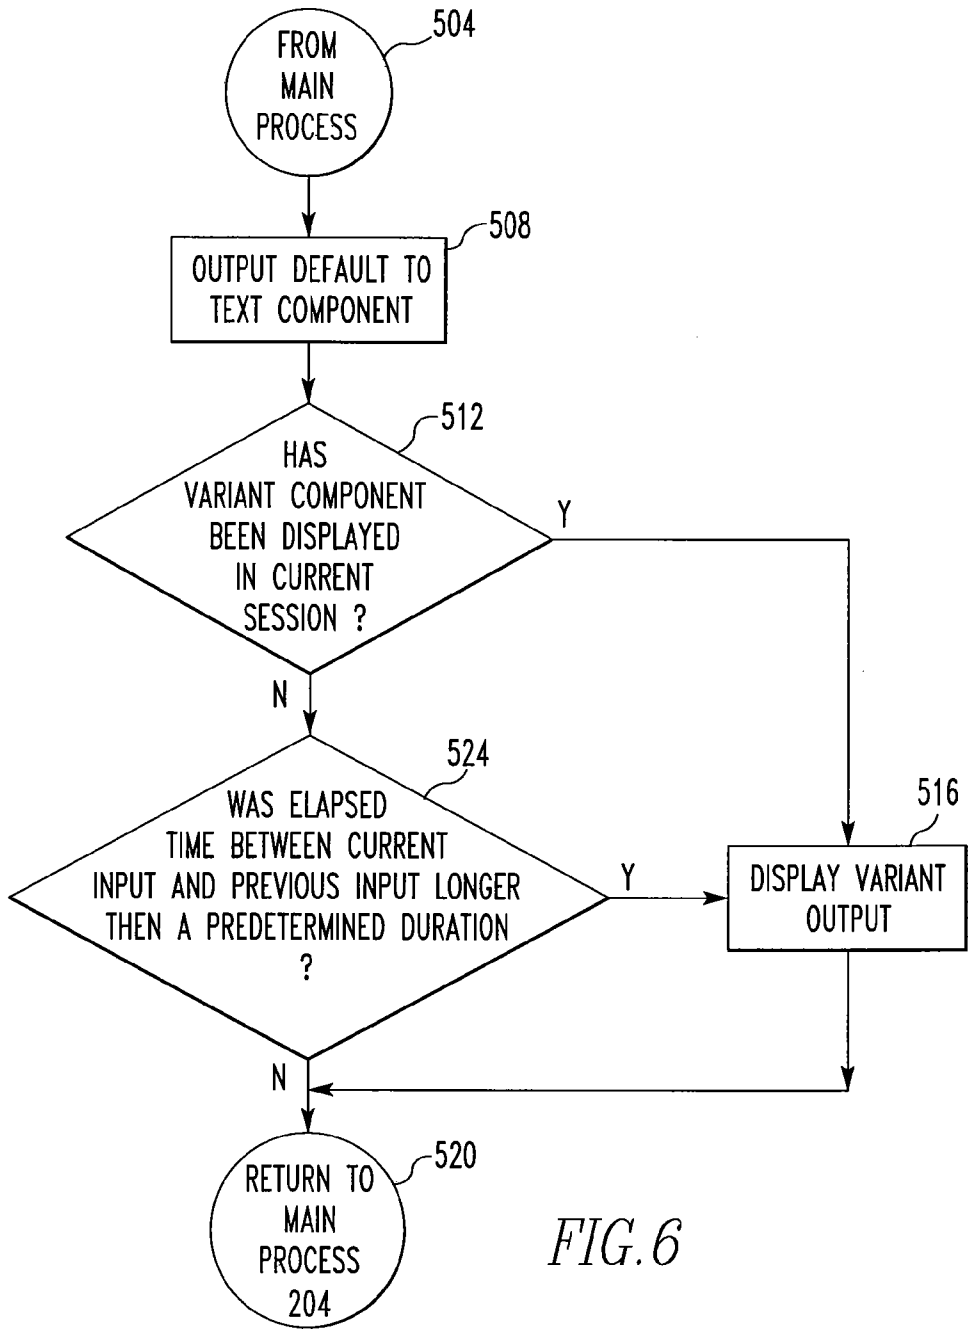 FROM
MAIN
PROCESS
504
OUTPUT DEFAULT TO
TEXT COMPONENT
508
HAS
VARIANT COMPONENT
BEEN DISPLAYED
IN CURRENT
SESSION ?
512
Y
N
WAS ELAPSED
TIME BETWEEN CURRENT
INPUT AND PREVIOUS INPUT LONGER
THEN A PREDETERMINED DURATION
?
524
Y
516
DISPLAY VARIANT
OUTPUT
N
RETURN TO
MAIN
PROCESS
204
520
FIG.6